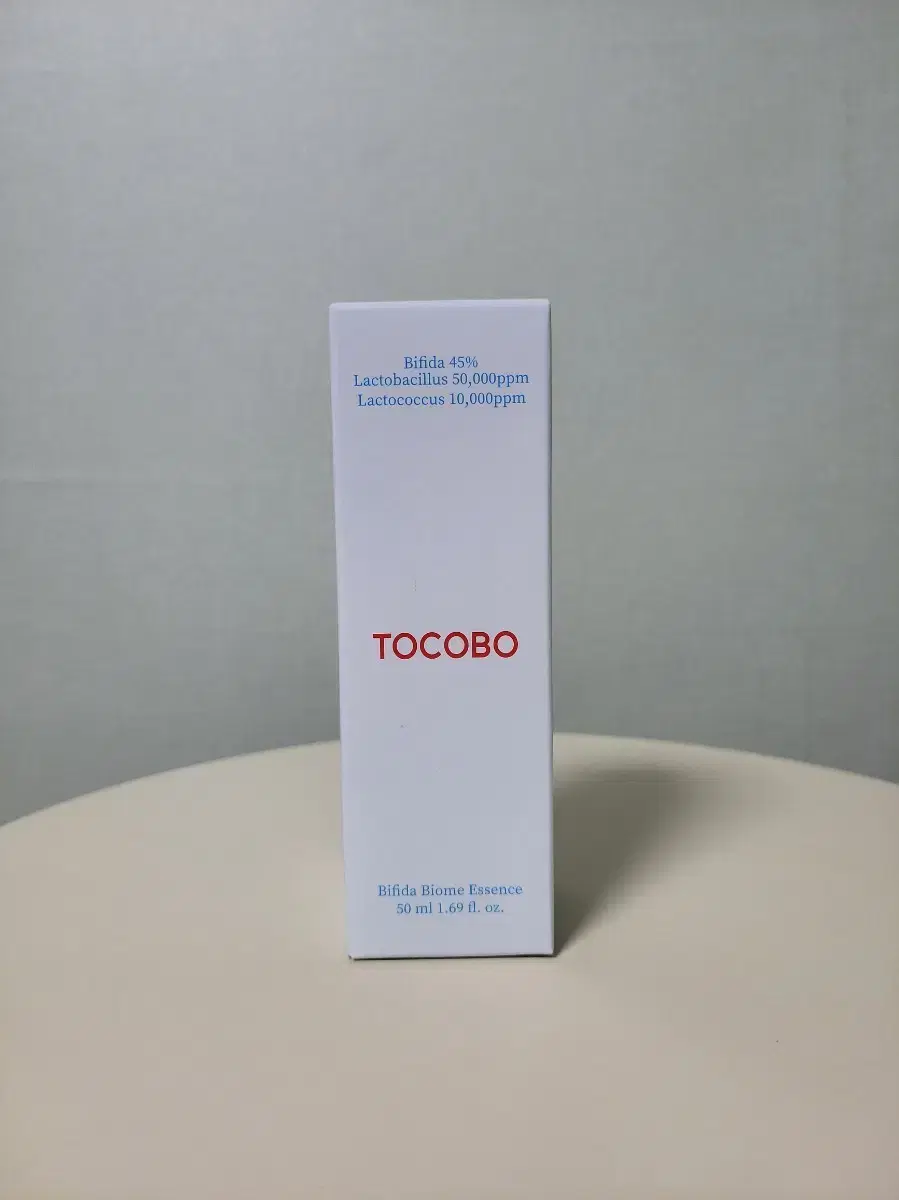 Bifida 45%
Lactobacillus 50,000ppm
Lactococcus 10,000ppm
TOCOBO
Bifida Biome Essence
50 ml 1.69 fl. oz.